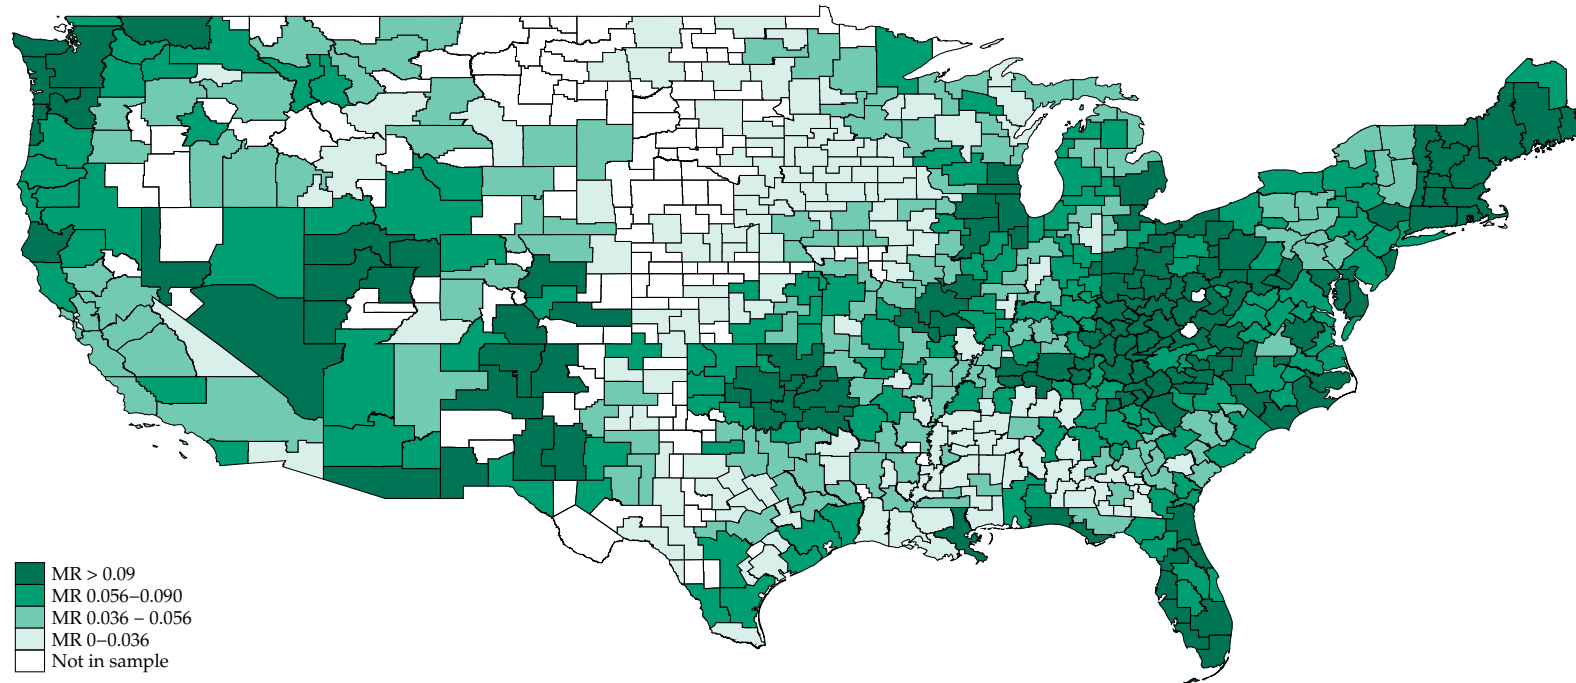 MR > 0.09
MR 0.056–0.090
MR 0.036 – 0.056
MR 0–0.036
Not in sample